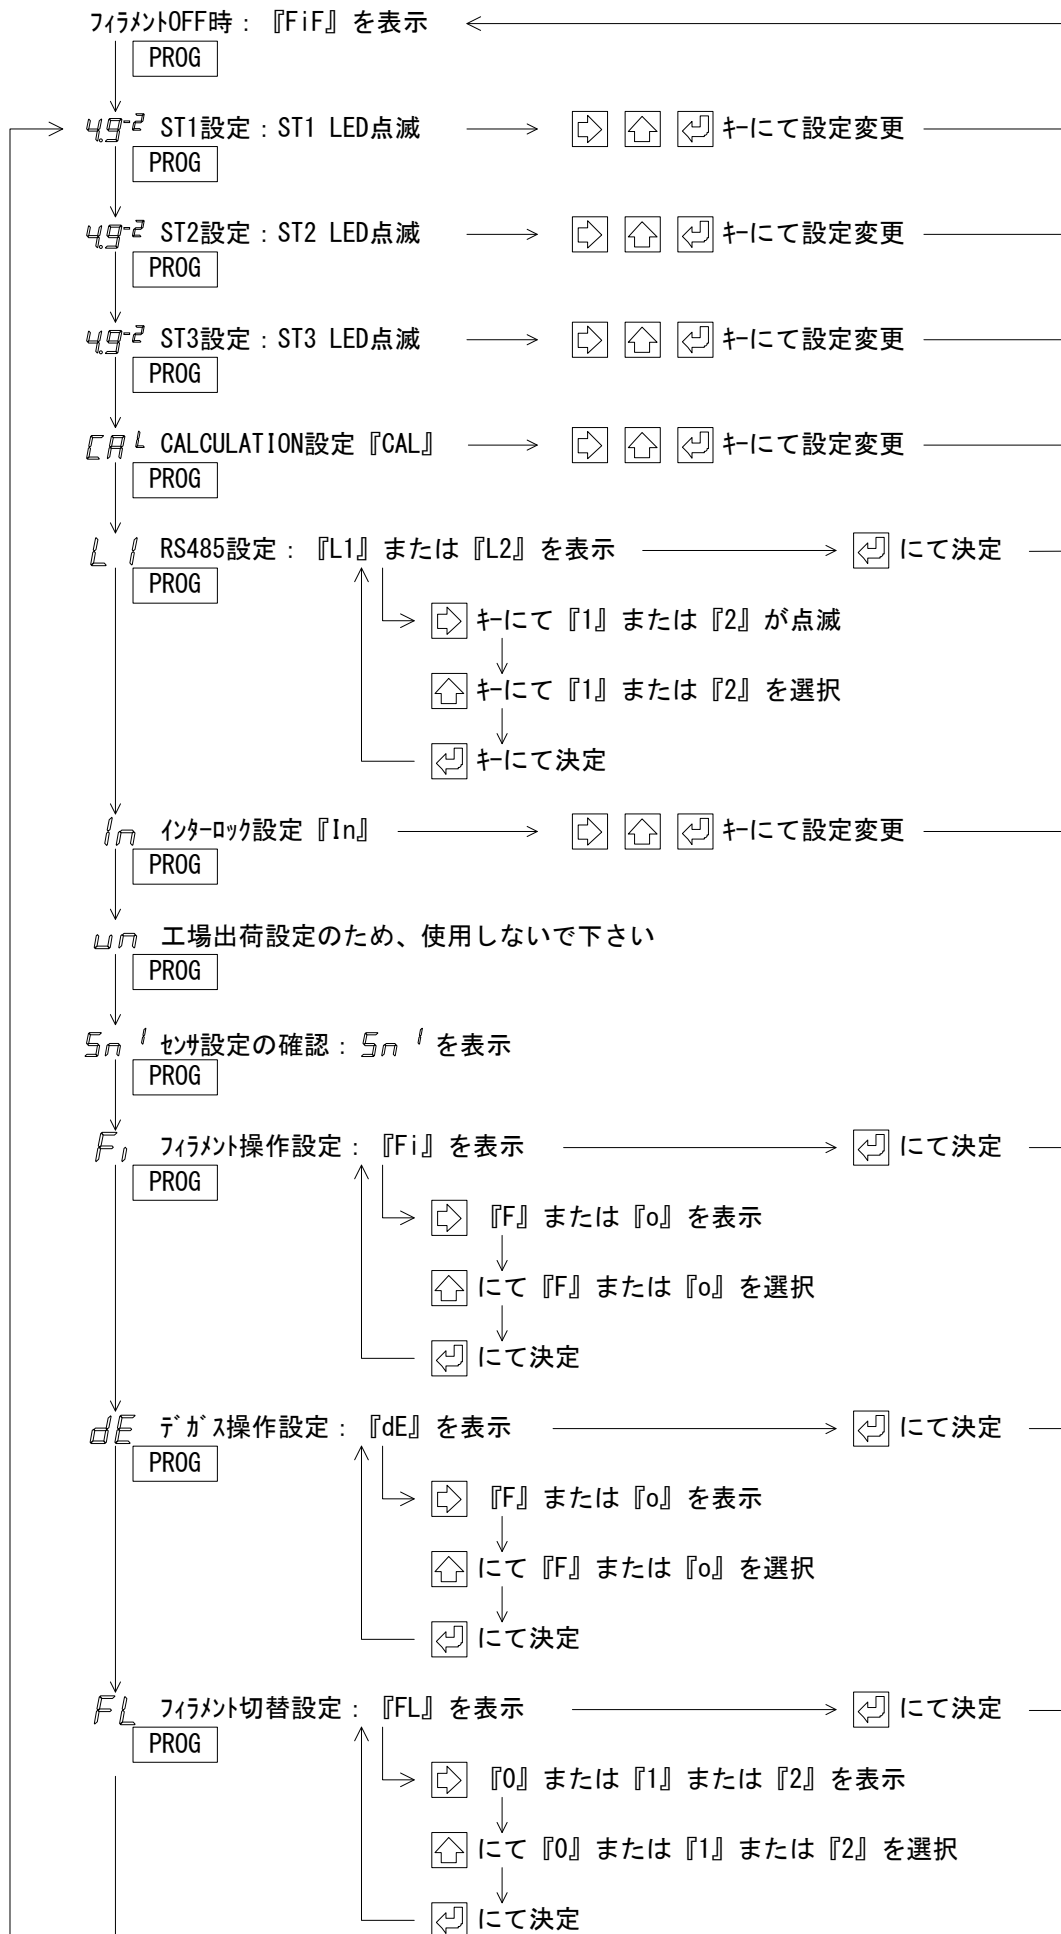 フィラメントOFF時：『FiF』を表示
PROG
4.9-2 ST1設定：ST1 LED点滅 キーにて設定変更
PROG
4.9-2 ST2設定：ST2 LED点滅 キーにて設定変更
PROG
4.9-2 ST3設定：ST3 LED点滅 キーにて設定変更
PROG
CAL CALCULATION設定『CAL』 キーにて設定変更
PROG
L1 RS485設定：『L1』または『L2』を表示 にて決定
PROG
キーにて『1』または『2』が点滅
キーにて『1』または『2』を選択
キーにて決定
In インターロック設定『In』 キーにて設定変更
PROG
un 工場出荷設定のため、使用しないで下さい
PROG
Sn1 センサ設定の確認：Sn1を表示
PROG
Fi フィラメント操作設定：『Fi』を表示 にて決定
PROG
『F』または『o』を表示
にて『F』または『o』を選択
にて決定
dE デガス操作設定：『dE』を表示 にて決定
PROG
『F』または『o』を表示
にて『F』または『o』を選択
にて決定
FL フィラメント切替設定：『FL』を表示 にて決定
PROG
『0』または『1』または『2』を表示
にて『0』または『1』または『2』を選択
にて決定